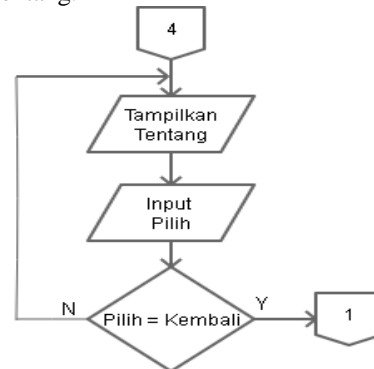 4
Tampilkan
Tentang
Input
Pilih
Pilih = Kembali
N
Y
1